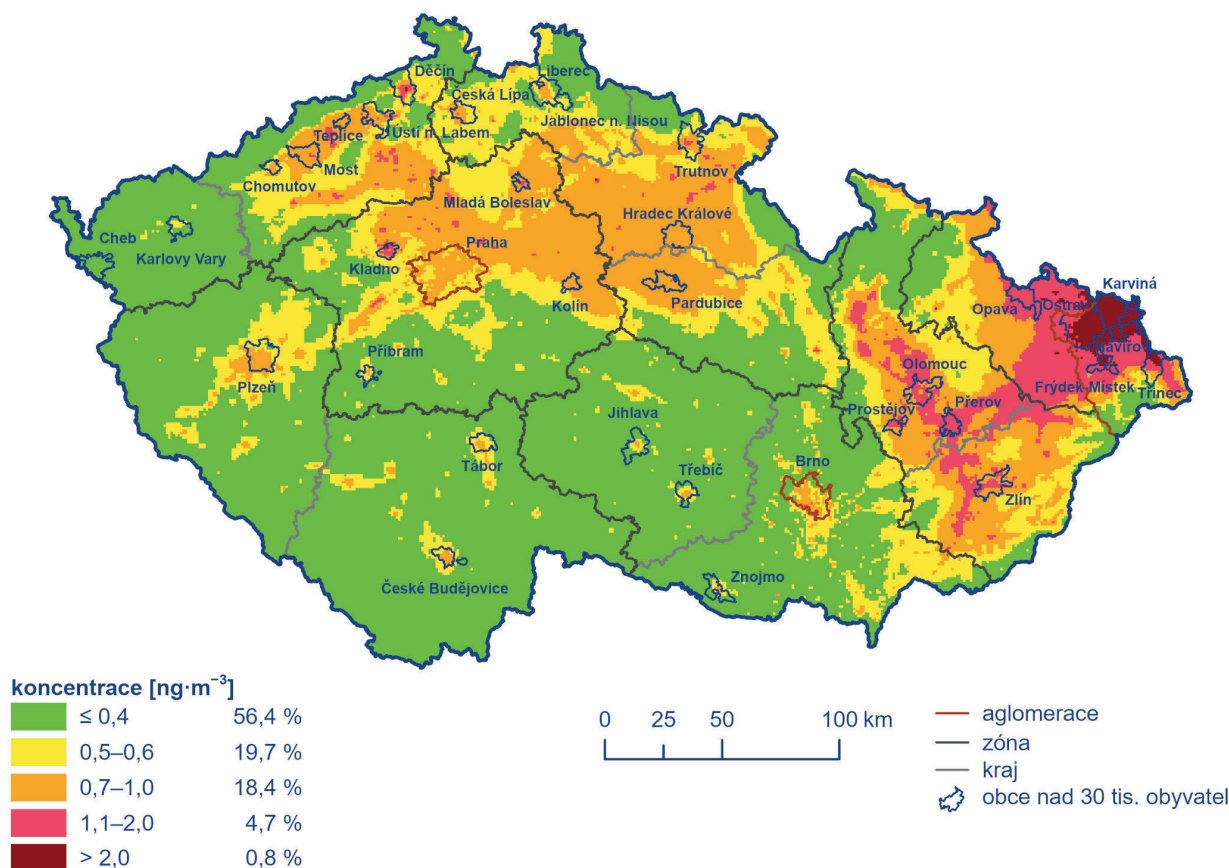 Děčín
Liberec
Česká Lípa
Jablonec n. Nisou
Teplice
Ústí n. Labem
Most
Chomutov
Trutnov
Mladá Boleslav
Hradec Králové
Cheb
Karlovy Vary
Praha
Kladno
Kolín
Pardubice
Karviná
Opava
Ostrava
Havířov
Příbram
Plzeň
Olomouc
Frýdek Místek
Třinec
Prostějov
Přerov
Jihlava
Tábor
Třebíč
Brno
Zlín
České Budějovice
Znojmo
koncentrace [ng·m⁻³]
≤ 0,4 56,4 %
0,5–0,6 19,7 %
0,7–1,0 18,4 %
1,1–2,0 4,7 %
> 2,0 0,8 %
0 25 50 100 km
aglomerace
zóna
kraj
obce nad 30 tis. obyvatel